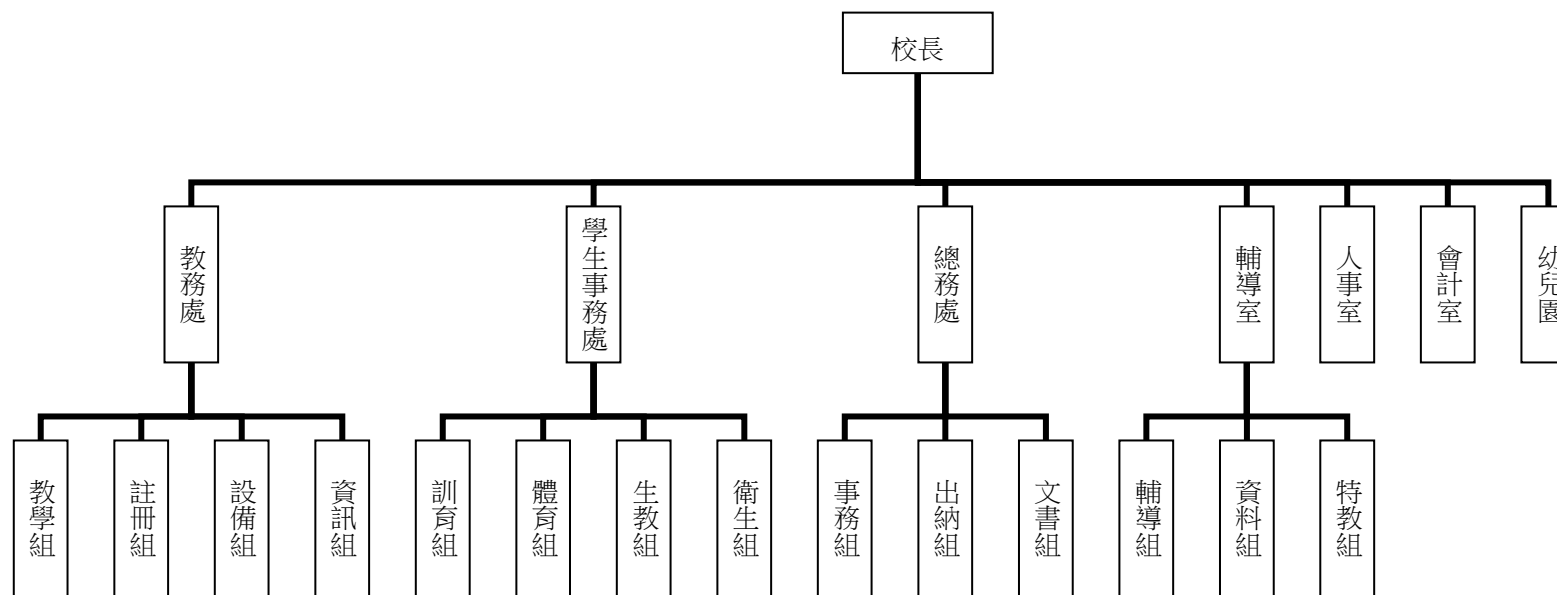 校長
教務處
學生事務處
總務處
輔導室
人事室
會計室
幼兒園
教學組
註冊組
設備組
資訊組
訓育組
體育組
生教組
衛生組
事務組
出納組
文書組
輔導組
資料組
特教組